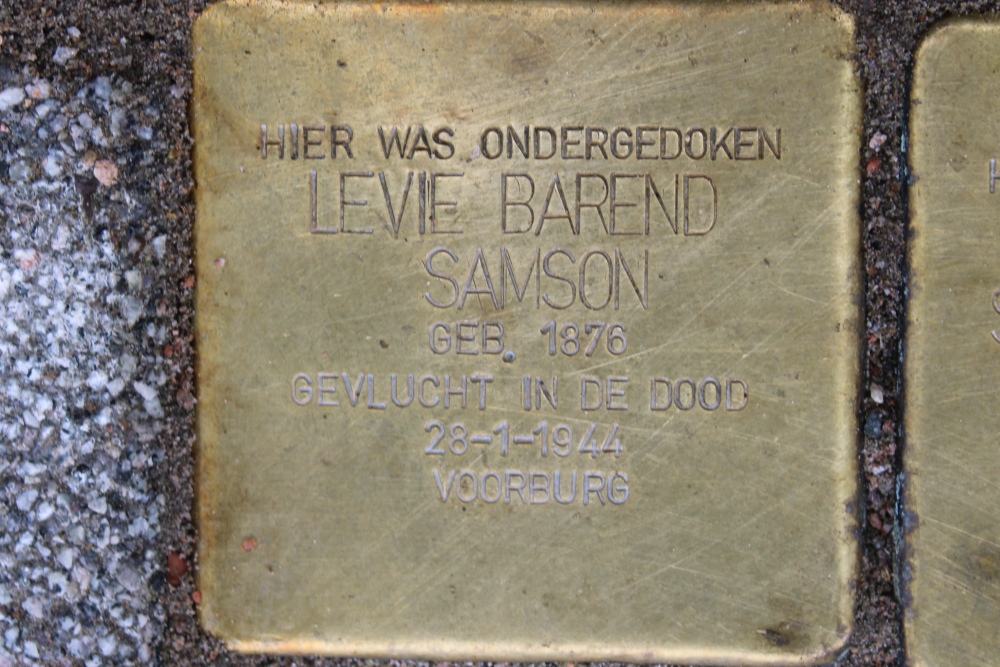 HIER WAS ONDERGEDOKEN
LEVIE BAREND
SAMSON
GEB. 1876
GEVLUCHT IN DE DOOD
28-1-1944
VOORBURG